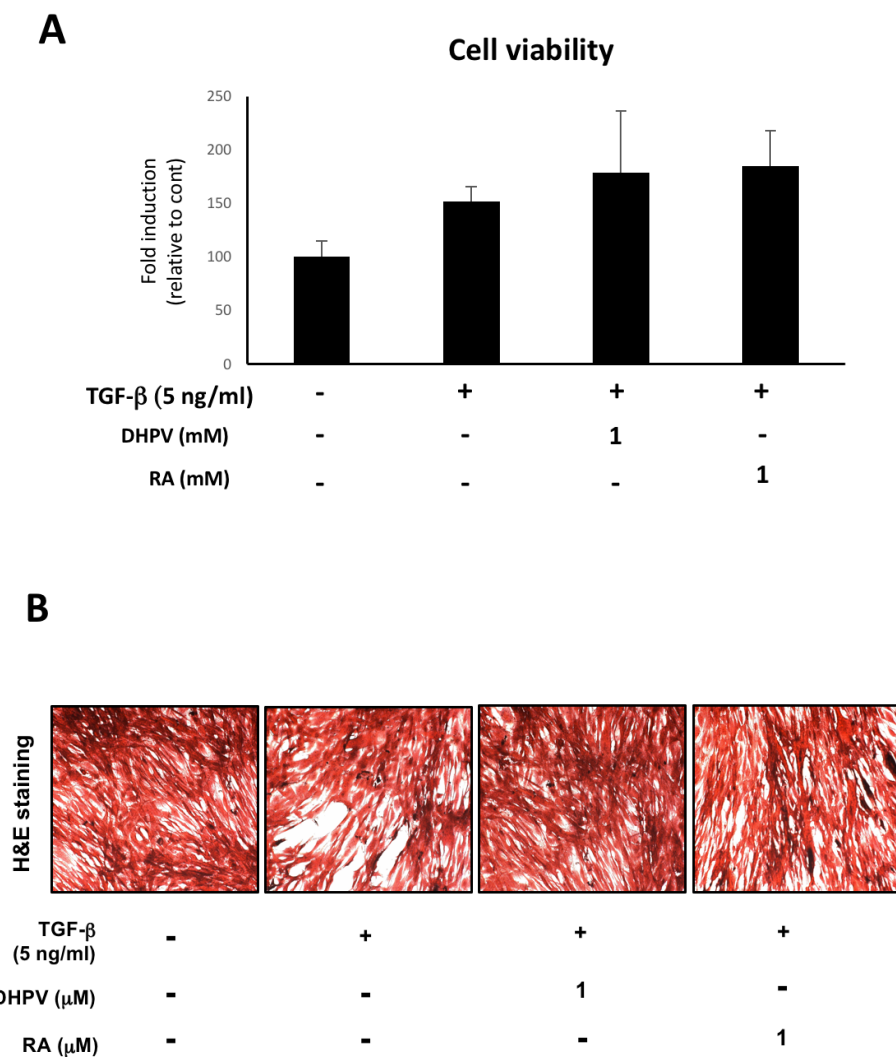 A
Cell viability
Fold induction
(relative to cont)
250
200
150
100
50
0
TGF-β (5 ng/ml) - + + +
DHPV (mM) - - 1 -
RA (mM) - - - 1
B
H&E staining
TGF-β
(5 ng/ml) - + + +
DHPV (μM) - - 1 -
RA (μM) - - - 1